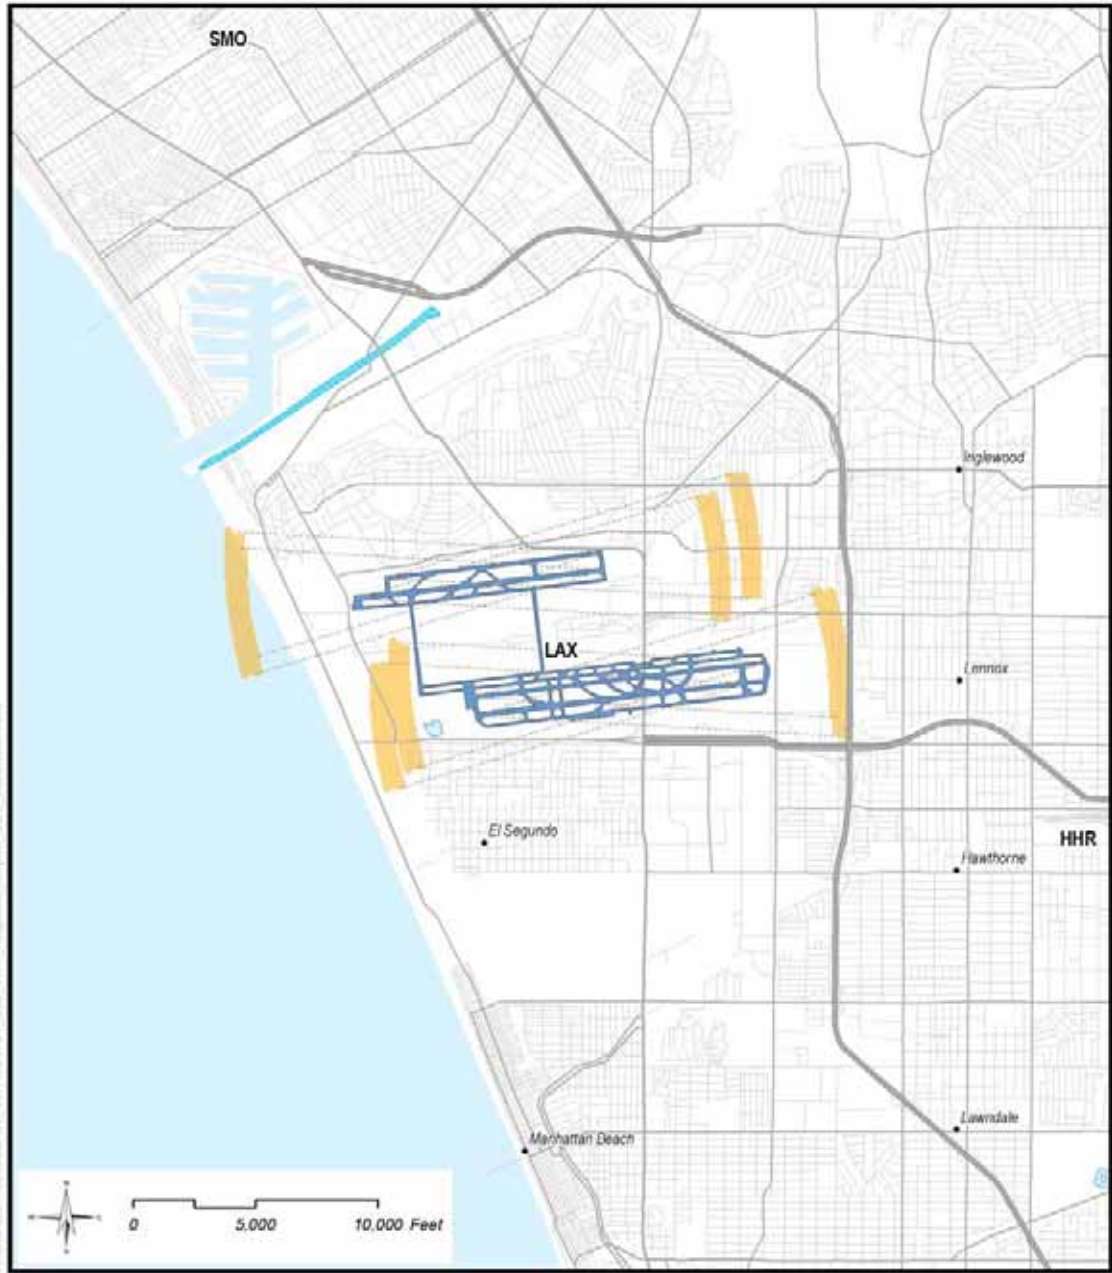 SMO
Inglewood
LAX
Lennox
El Segundo
HHR
Hawthorne
Lawndale
Manhattan Beach
N
0 5,000 10,000 Feet